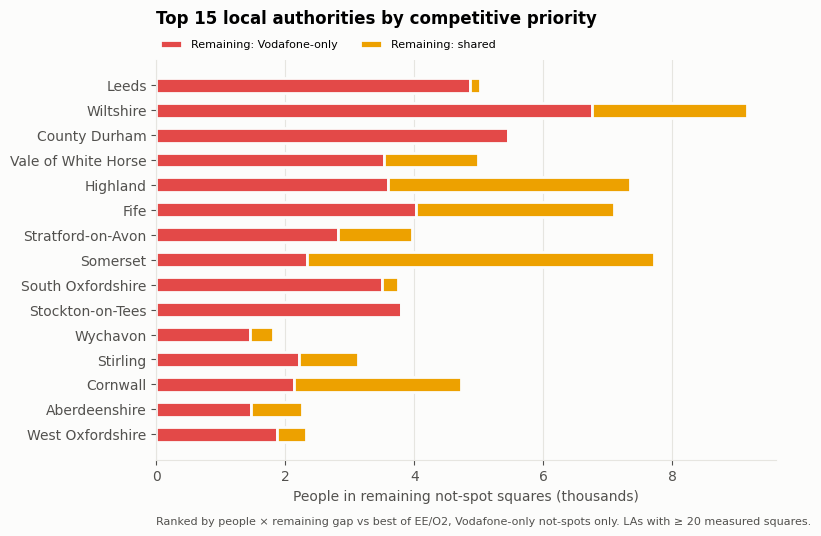 Top 15 local authorities by competitive priority
Remaining: Vodafone-only Remaining: shared
Leeds
Wiltshire
County Durham
Vale of White Horse
Highland
Fife
Stratford-on-Avon
Somerset
South Oxfordshire
Stockton-on-Tees
Wychavon
Stirling
Cornwall
Aberdeenshire
West Oxfordshire
0 2 4 6 8
People in remaining not-spot squares (thousands)
Ranked by people × remaining gap vs best of EE/O2, Vodafone-only not-spots only. LAs with ≥ 20 measured squares.